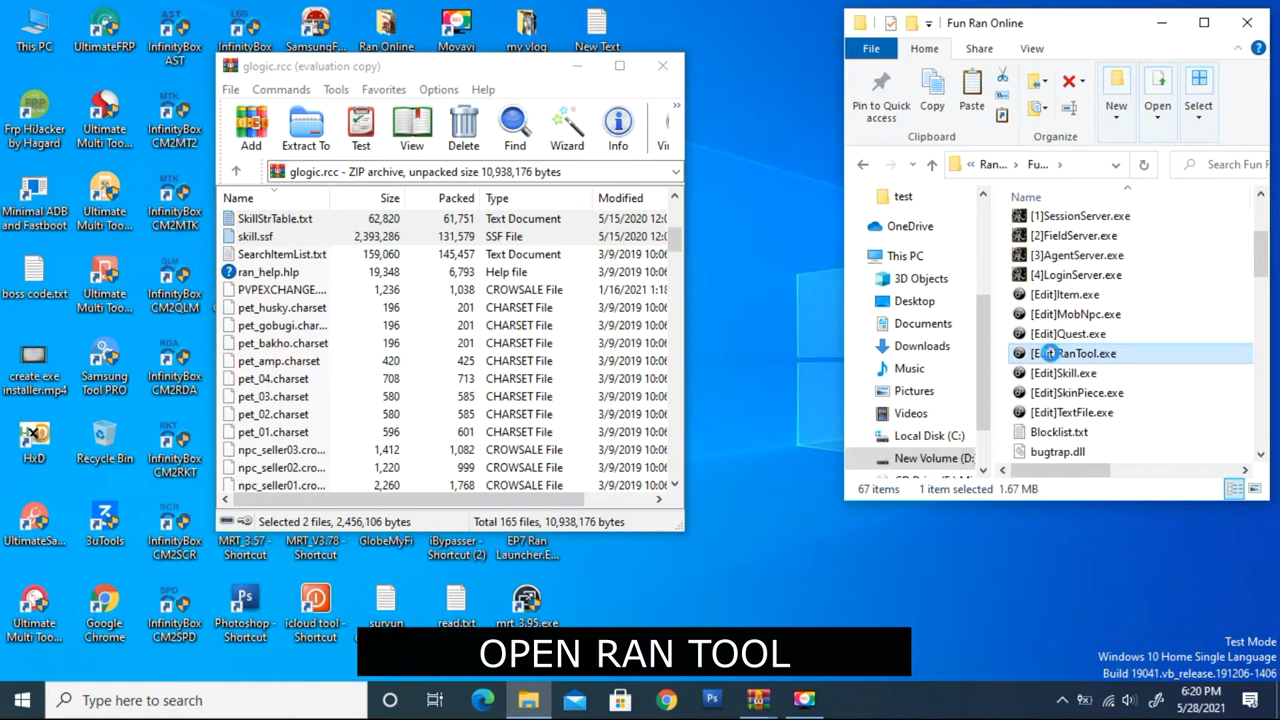 This PC
UltimateFRP
InfinityBox
AST
InfinityBox
CM2
SamsungF...
Ran Online
Movavi
my vlog
New Text
Frp HiJacker
by Hagard
Ultimate
Multi Too...
InfinityBox
CM2MT2
Minimal ADB
and Fastboot
Ultimate
Multi Too...
InfinityBox
CM2MTK
boss code.txt
Ultimate
Multi Too...
InfinityBox
CM2QLM
create exe
installer.mp4
Samsung
Tool PRO
InfinityBox
CM2RDA
HxD
Recycle Bin
InfinityBox
CM2RKT
UltimateSa...
3uTools
InfinityBox
CM2SCR
MRT_3.57 -
Shortcut
MRT_V3.78 -
Shortcut
GlobeMyFi
iBypasser -
Shortcut (2)
EP7 Ran
Launcher.E...
Ultimate
Multi Too...
Google
Chrome
InfinityBox
CM2SPD
Photoshop -
Shortcut
icloud tool -
Shortcut
survun
read.txt
mrt_3.95.exe
glogic.rcc (evaluation copy)
File Commands Tools Favorites Options Help
Add Extract To Test View Delete Find Wizard Info
glogic.rcc - ZIP archive, unpacked size 10,938,176 bytes
Name Size Packed Type Modified
SkillStrTable.txt 62,820 61,751 Text Document 5/15/2020 12:
skill.ssf 2,393,286 131,579 SSF File 5/15/2020 12:
SearchItemList.txt 159,060 145,457 Text Document 3/9/2019 10:06
ran_help.hlp 19,348 6,793 Help file 3/9/2019 10:06
PVPEXCHANGE.... 1,236 1,038 CROWSALE File 1/16/2021 1:18
pet_husky.charset 196 201 CHARSET File 3/9/2019 10:06
pet_gobugi.char... 196 201 CHARSET File 3/9/2019 10:06
pet_bakho.charset 196 201 CHARSET File 3/9/2019 10:06
pet_amp.charset 420 425 CHARSET File 3/9/2019 10:06
pet_04.charset 708 713 CHARSET File 3/9/2019 10:06
pet_03.charset 580 585 CHARSET File 3/9/2019 10:06
pet_02.charset 580 585 CHARSET File 3/9/2019 10:06
pet_01.charset 596 601 CHARSET File 3/9/2019 10:06
npc_seller03.cro... 1,412 1,082 CROWSALE File 3/9/2019 10:06
npc_seller02.cro... 1,220 999 CROWSALE File 3/9/2019 10:06
npc_seller01.cro... 2,260 1,768 CROWSALE File 3/9/2019 10:06
Selected 2 files, 2,456,106 bytes Total 165 files, 10,938,176 bytes
Fun Ran Online
File Home Share View
Pin to Quick
access
Copy Paste New Open Select
Clipboard Organize
Ran... Fu... Search Fun R
test
OneDrive
This PC
3D Objects
Desktop
Documents
Downloads
Music
Pictures
Videos
Local Disk (C:)
New Volume (D:
Name
[1]SessionServer.exe
[2]FieldServer.exe
[3]AgentServer.exe
[4]LoginServer.exe
[Edit]Item.exe
[Edit]MobNpc.exe
[Edit]Quest.exe
[Edit]RanTool.exe
[Edit]Skill.exe
[Edit]SkinPiece.exe
[Edit]TextFile.exe
Blocklist.txt
bugtrap.dll
67 items 1 item selected 1.67 MB
OPEN RAN TOOL
Test Mode
Windows 10 Home Single Language
Build 19041.vb_release.191206-1406
Type here to search
6:20 PM
5/28/2021